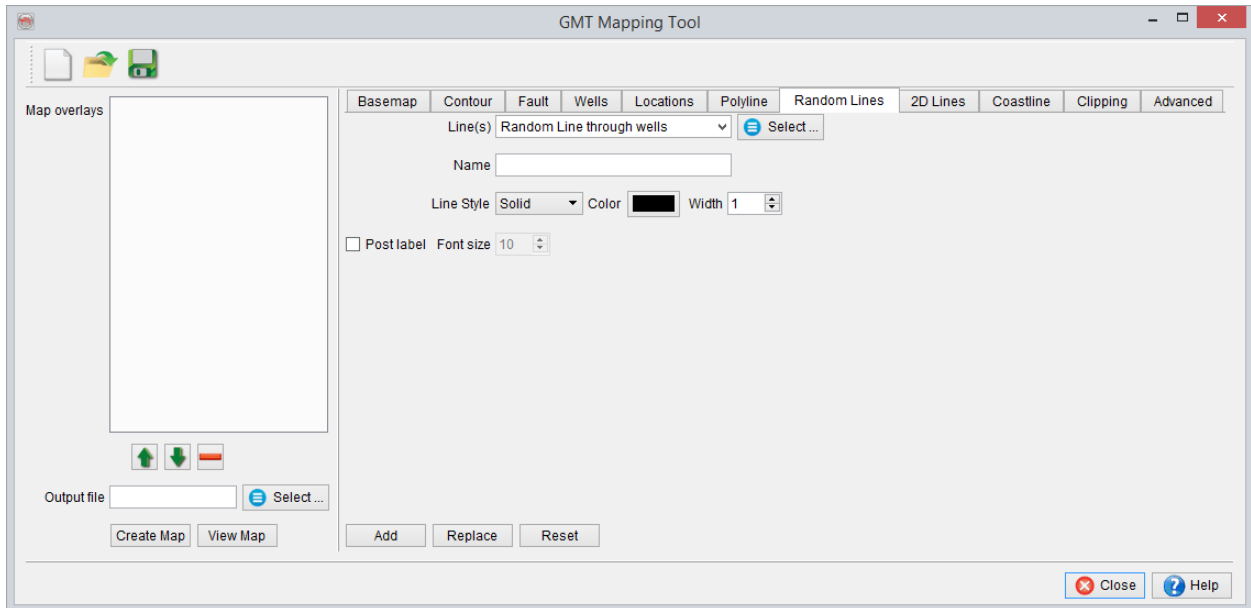 GMT Mapping Tool
Map overlays
Basemap Contour Fault Wells Locations Polyline Random Lines 2D Lines Coastline Clipping Advanced
Line(s) Random Line through wells Select ...
Name
Line Style Solid Color Width 1
Post label Font size 10
Output file Select ...
Create Map View Map
Add Replace Reset
Close Help